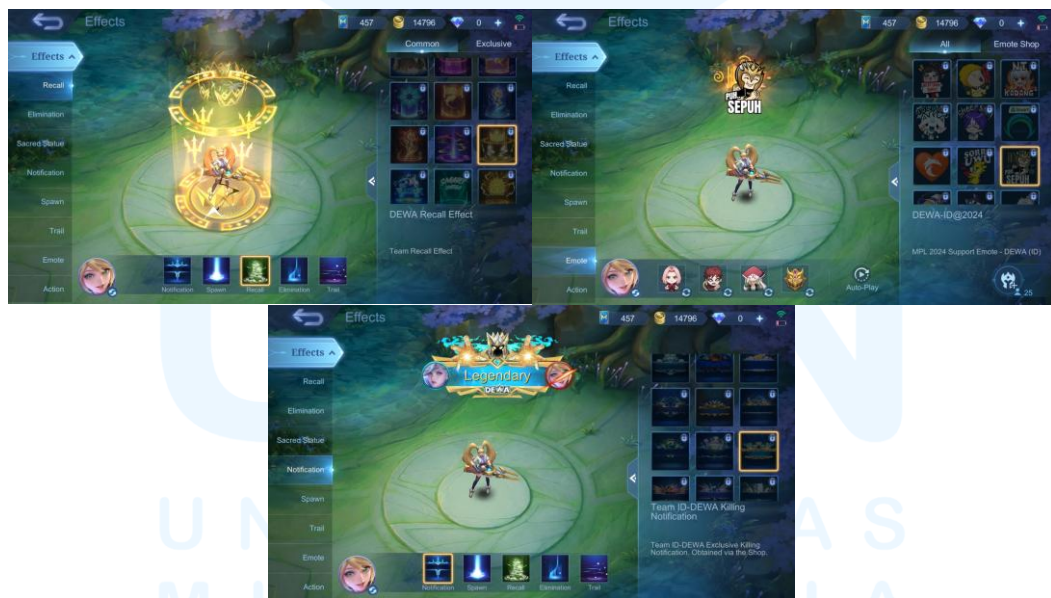 Effects
457
14796
0
Common
Exclusive
Effects
Recall
Elimination
Sacred Statue
Notification
Spawn
Trail
Emote
Action
DEWA Recall Effect
Team Recall Effect
Notification
Spawn
Recall
Elimination
Trail
Effects
457
14796
0
All
Emote Shop
Effects
Recall
Elimination
Sacred Statue
Notification
Spawn
Trail
Emote
Action
PUH
SEPUH
DEWA-ID@2024
MPL 2024 Support Emote - DEWA (ID)
Auto-Play
25
Effects
457
14796
0
Effects
Recall
Elimination
Sacred Statue
Notification
Spawn
Trail
Emote
Action
Legendary
DEWA
Team ID-DEWA Killing
Notification
Team ID-DEWA Exclusive Killing
Notification, Obtained via the Shop.
Notification
Spawn
Recall
Elimination
Trail